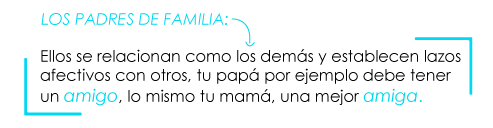 LOS PADRES DE FAMILIA:
Ellos se relacionan como los demás y establecen lazos
afectivos con otros, tu papá por ejemplo debe tener
un amigo, lo mismo tu mamá, una mejor amiga.